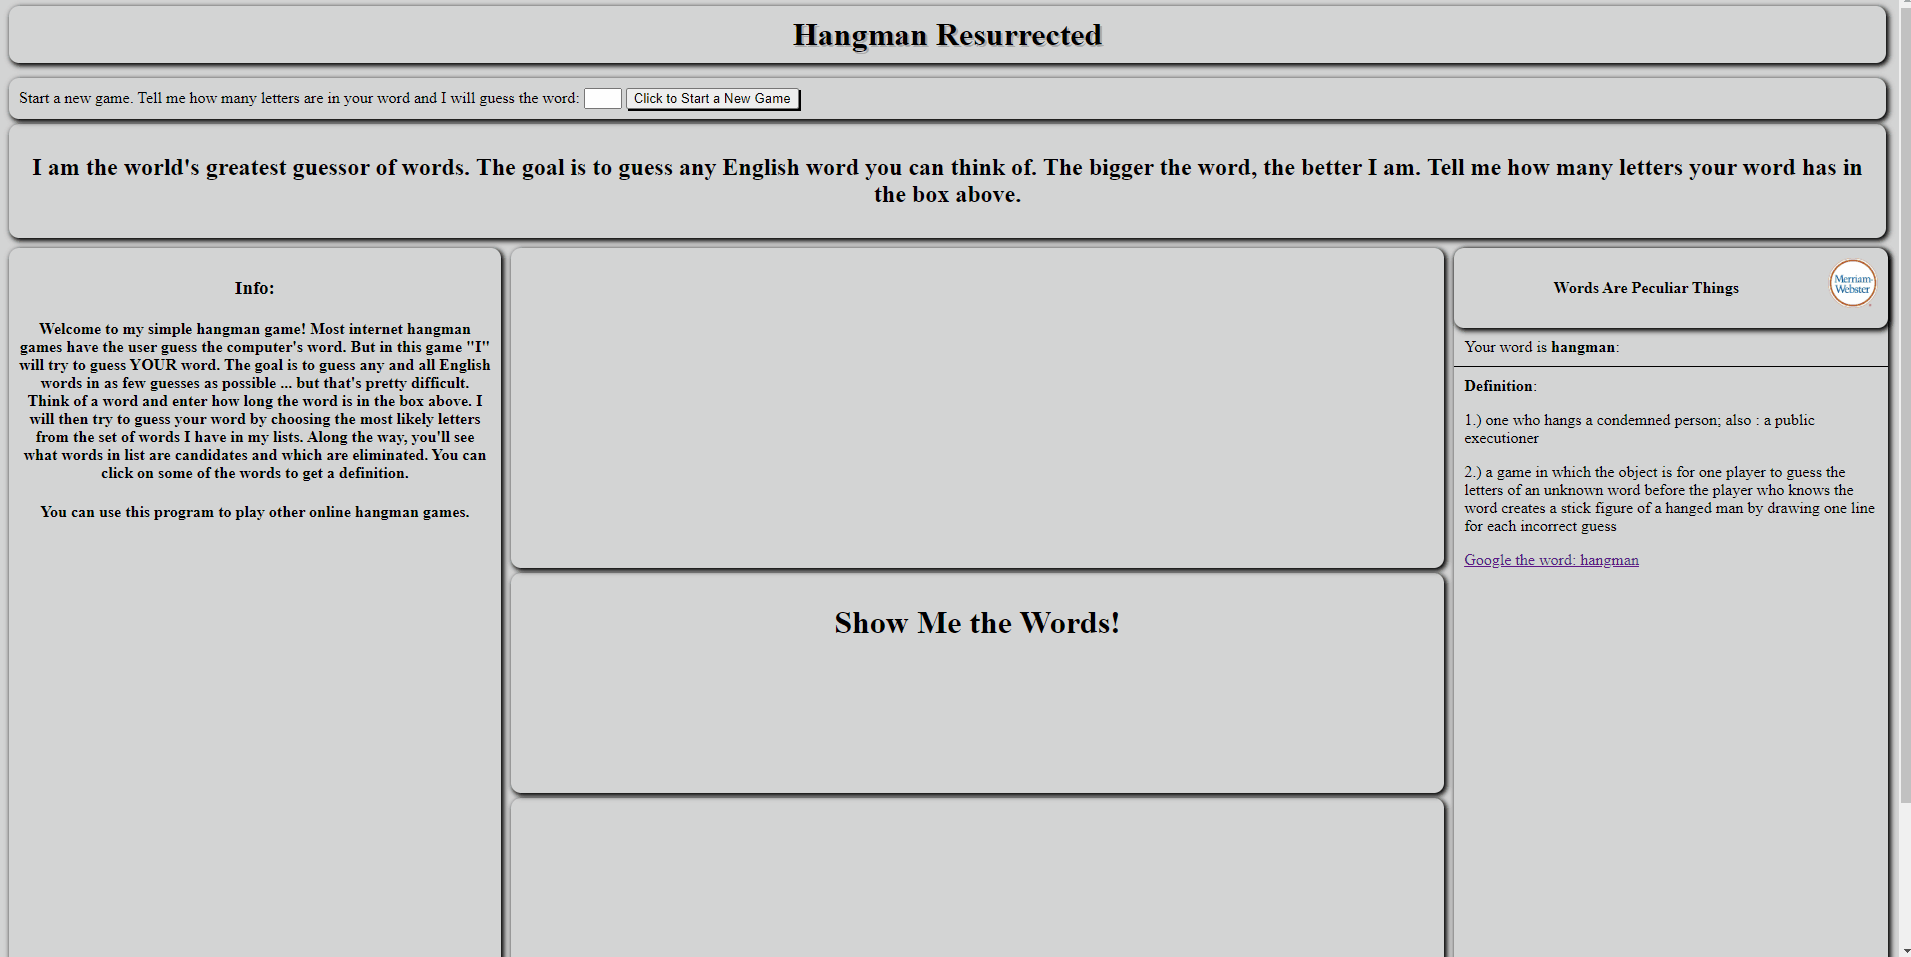 Hangman Resurrected
Start a new game. Tell me how many letters are in your word and I will guess the word:
Click to Start a New Game
I am the world's greatest guessor of words. The goal is to guess any English word you can think of. The bigger the word, the better I am. Tell me how many letters your word has in
the box above.
Info:
Welcome to my simple hangman game! Most internet hangman
games have the user guess the computer's word. But in this game "I"
will try to guess YOUR word. The goal is to guess any and all English
words in as few guesses as possible ... but that's pretty difficult.
Think of a word and enter how long the word is in the box above. I
will then try to guess your word by choosing the most likely letters
from the set of words I have in my lists. Along the way, you'll see
what words in list are candidates and which are eliminated. You can
click on some of the words to get a definition.
You can use this program to play other online hangman games.
Show Me the Words!
Words Are Peculiar Things
Merriam-
Webster
Your word is hangman:
Definition:
1.) one who hangs a condemned person; also : a public
executioner
2.) a game in which the object is for one player to guess the
letters of an unknown word before the player who knows the
word creates a stick figure of a hanged man by drawing one line
for each incorrect guess
Google the word: hangman